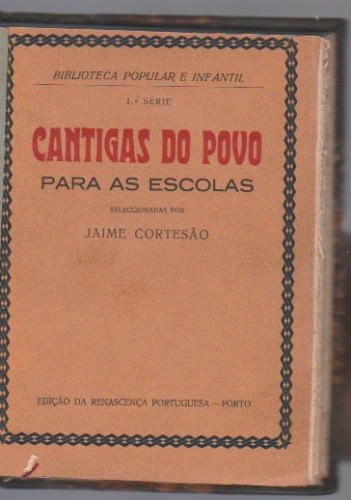 BIBLIOTECA POPULAR E INFANTIL
1.ª SÉRIE
CANTIGAS DO POVO
PARA AS ESCOLAS
SELECCIONADAS POR
JAIME CORTESÃO
EDIÇÃO DA RENASCENÇA PORTUGUESA — PORTO